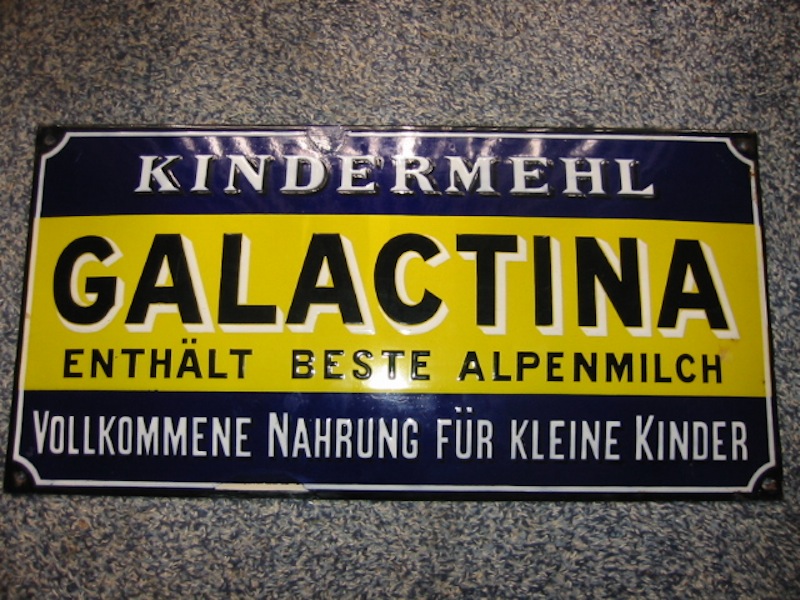 KINDERMEHL
GALACTINA
ENTHÄLT BESTE ALPENMILCH
VOLLKOMMENE NAHRUNG FÜR KLEINE KINDER